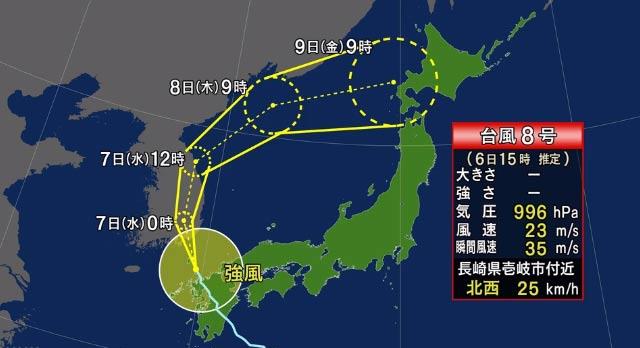 9日(金)9時
8日(木)9時
7日(水)12時
7日(水)0時
強風
台風8号
(6日15時 推定)
大きさ ー
強さ ー
気圧 996 hPa
風速 23 m/s
瞬間風速 35 m/s
長崎県壱岐市付近
北西 25 km/h